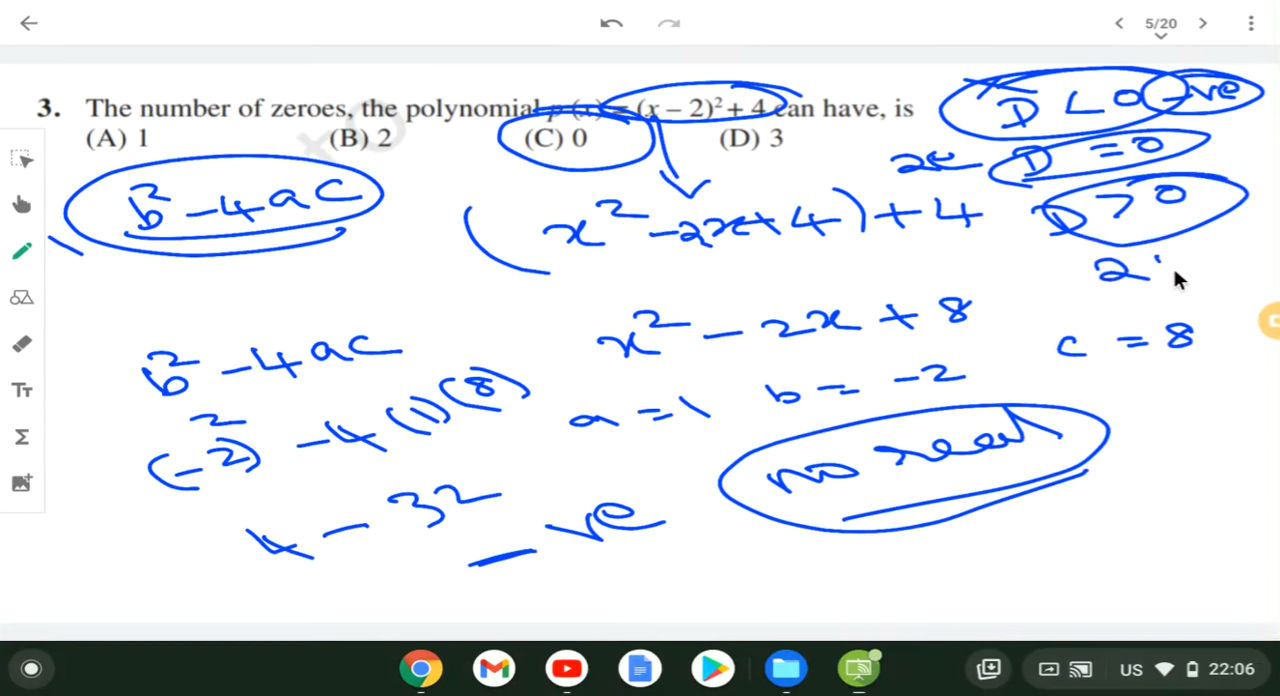 5/20
3. The number of zeroes, the polynomial p (x) = (x – 2)² + 4 can have, is
(A) 1 (B) 2 (C) 0 (D) 3
D < 0 -ve
D = 0
D > 0
b² - 4ac
(x² - 2x + 4) + 4
x² - 2x + 8
c = 8
b² - 4ac
a = 1 b = -2
(-2)² - 4(1)(8)
no real
4 - 32
- ve
Tт
Σ
US 22:06